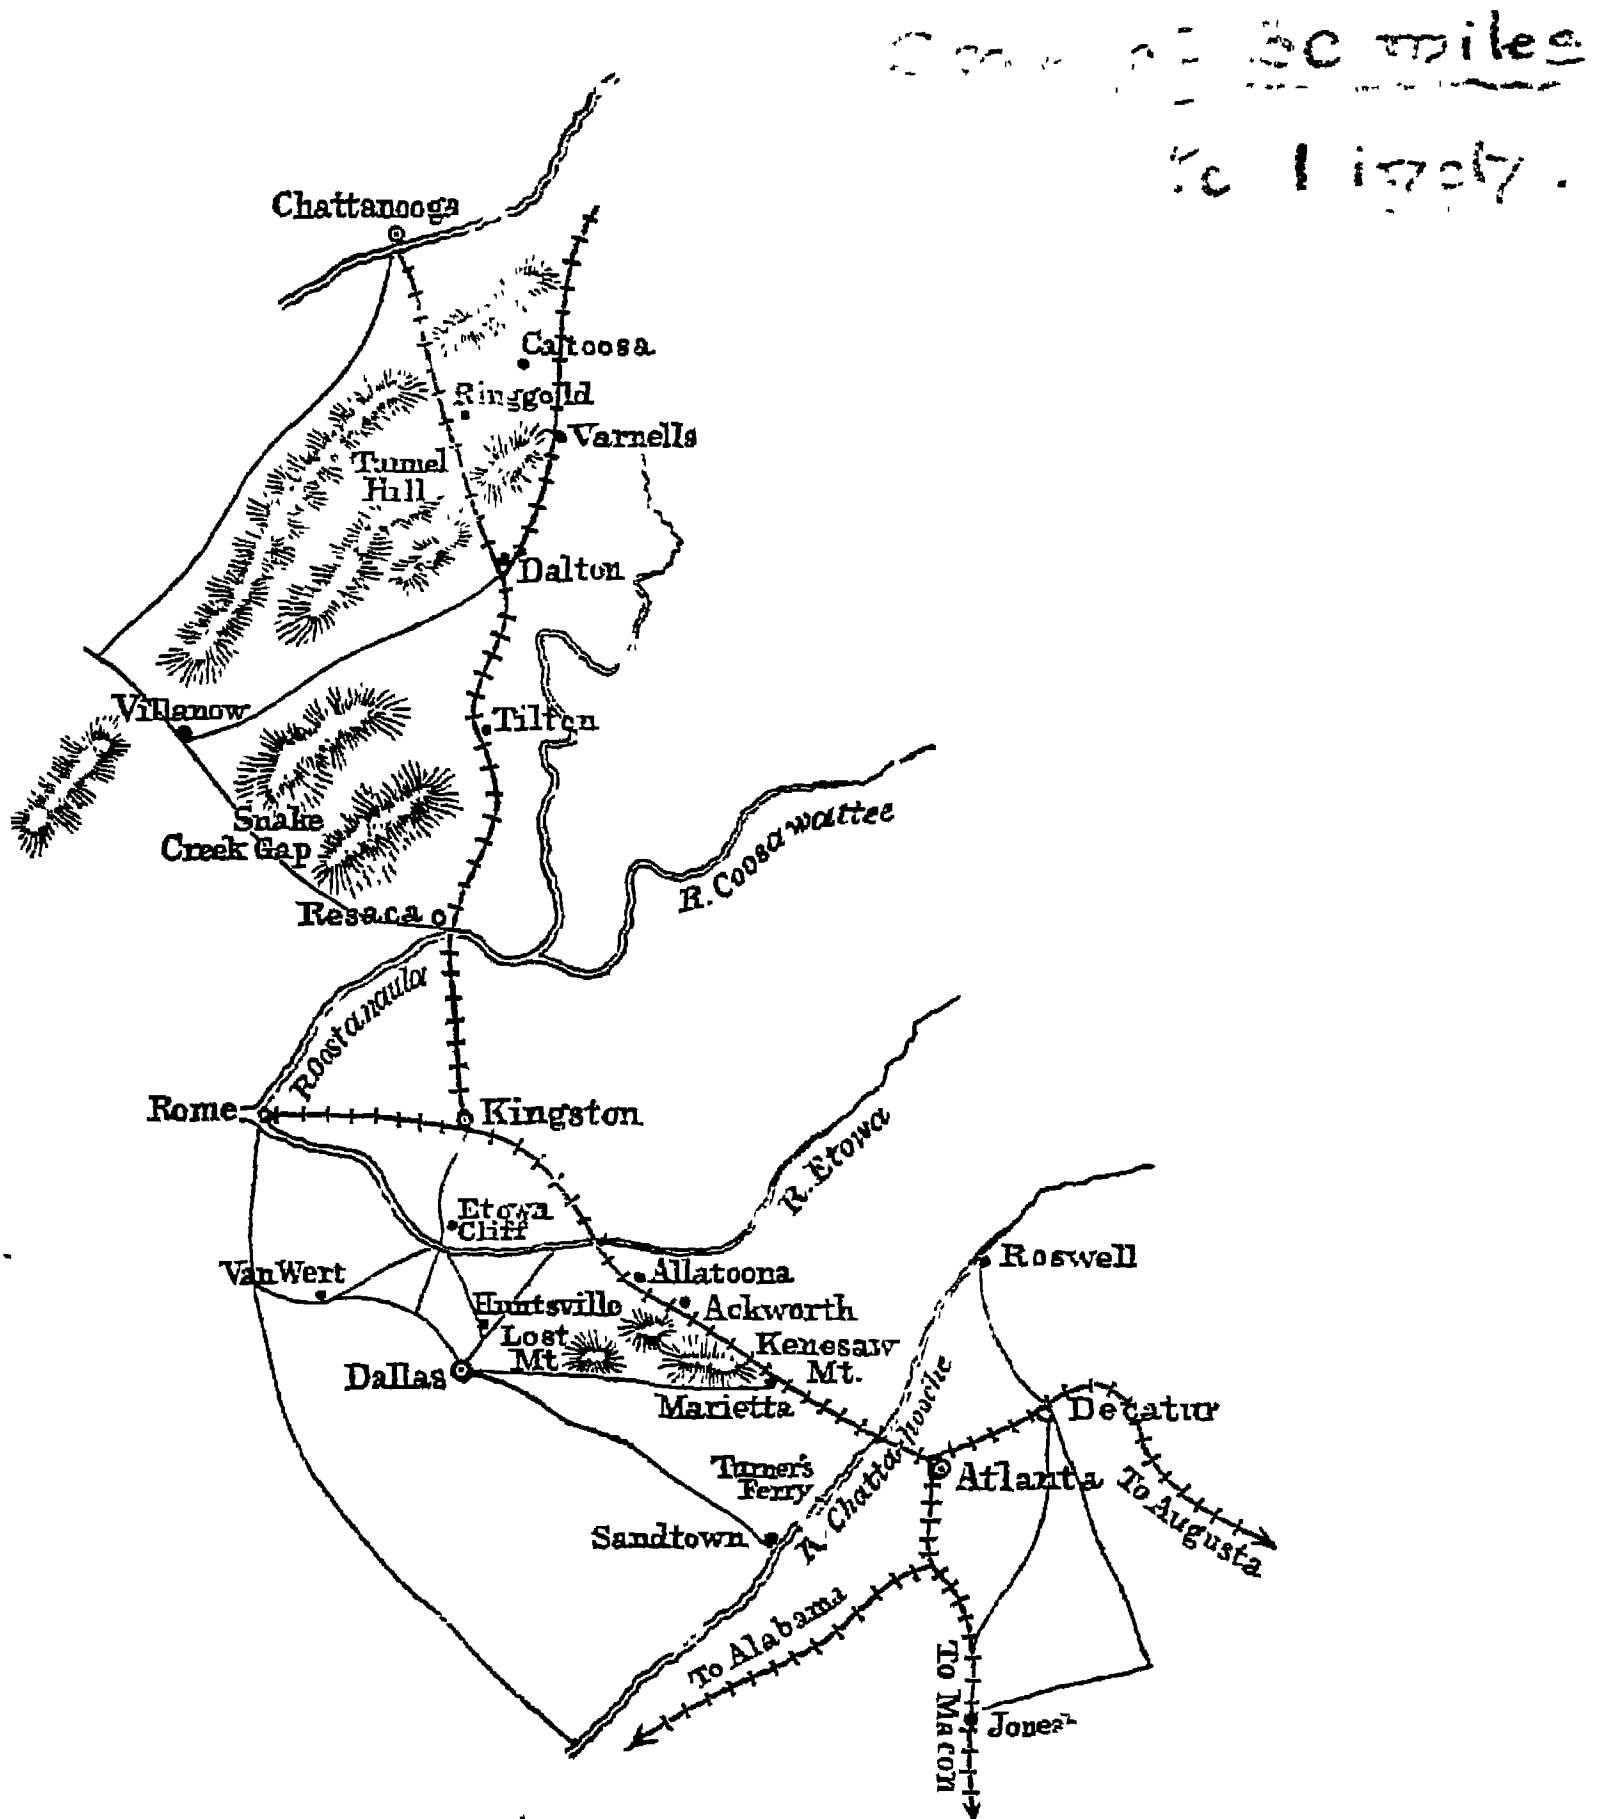 miles
Chattanooga
Catoosa
Ringgold
Varnells
Tunnel
Hill
Dalton
Villanow
Tilton
Snake
Creek Gap
R. Coosawattee
Resaca
R. Oostanaula
Rome
Kingston
R. Etowa
Etowa
Cliff
Roswell
Van Wert
Allatoona
Huntsville
Ackworth
Lost
Mt
Kenesaw
Mt.
Dallas
Marietta
Decatur
R. Chattahooche
Turner's
Ferry
Atlanta
To Augusta
Sandtown
To Alabama
To Macon